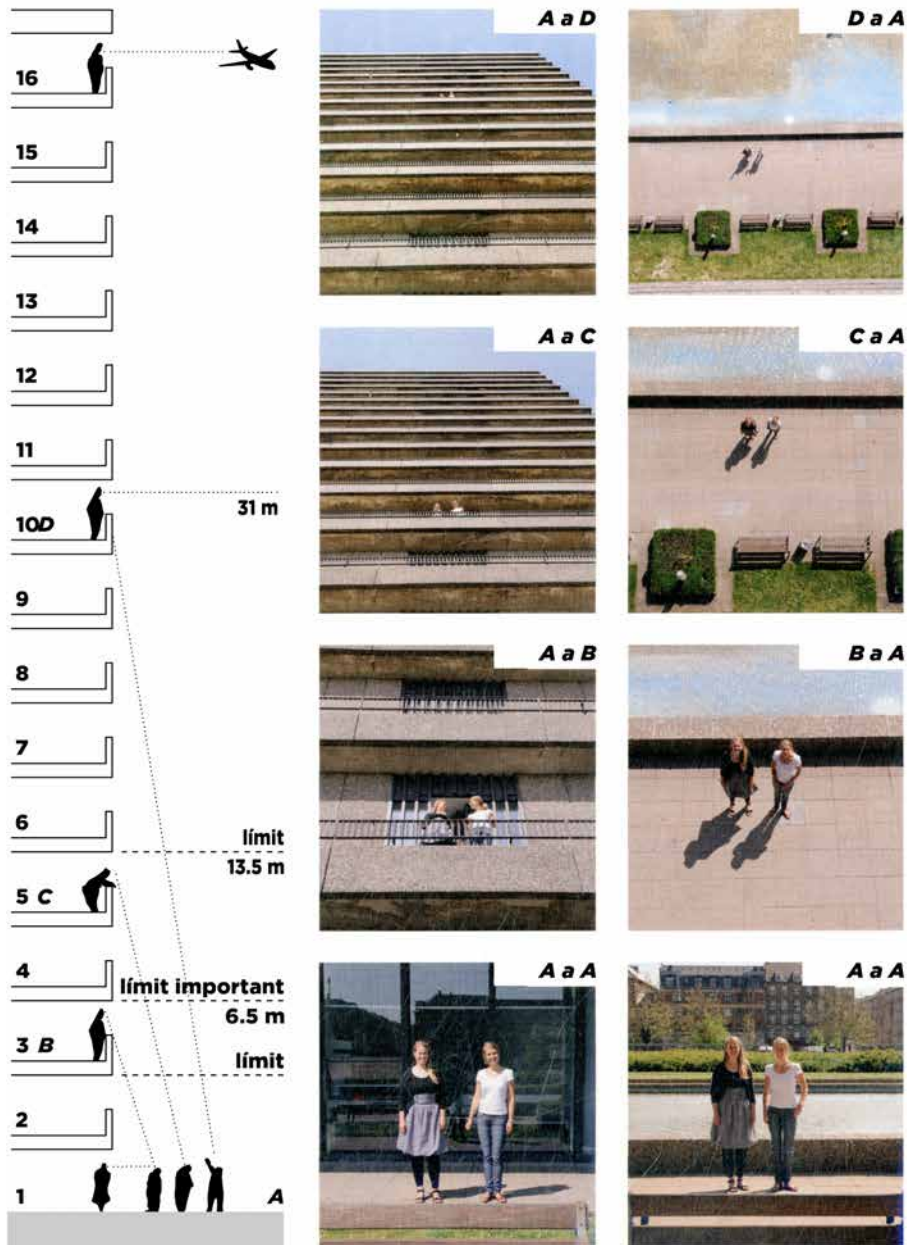 16
15
14
13
12
11
31 m
10D
9
8
7
6
límit
13.5 m
5 C
4
límit important
6.5 m
3 B
límit
2
1
A
A a D
D a A
A a C
C a A
A a B
B a A
A a A
A a A